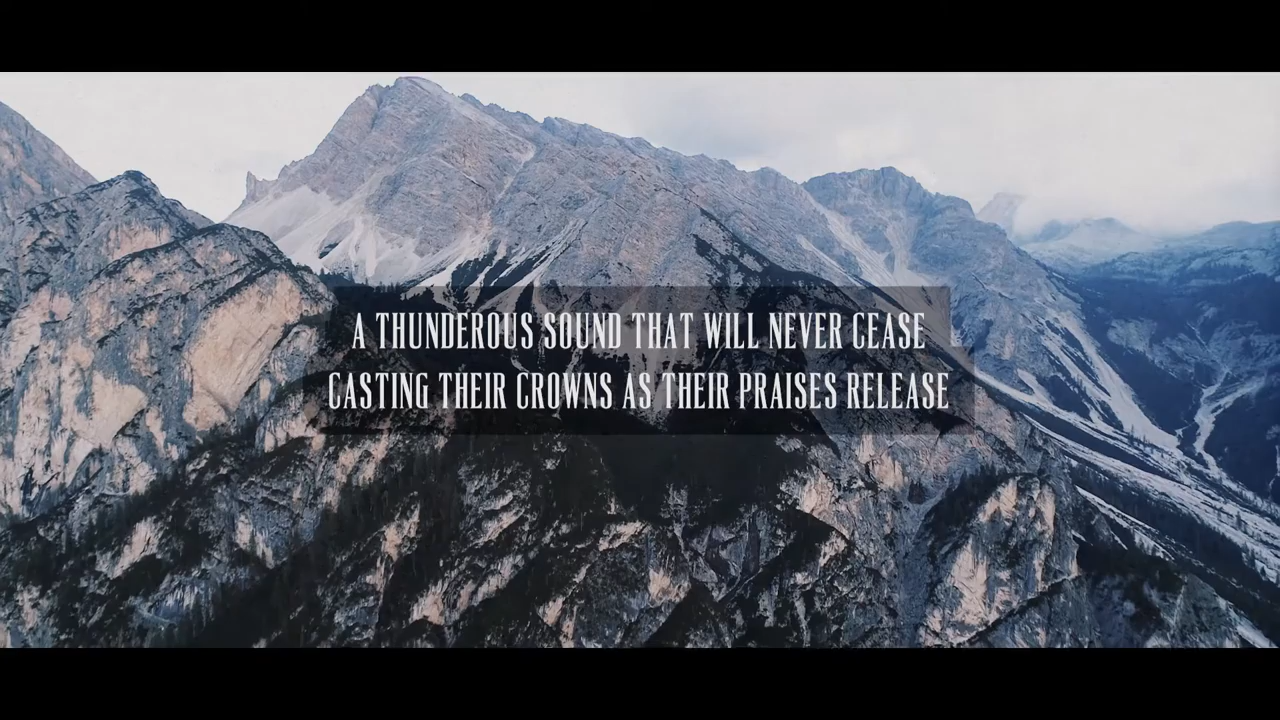 A THUNDEROUS SOUND THAT WILL NEVER CEASE
CASTING THEIR CROWNS AS THEIR PRAISES RELEASE